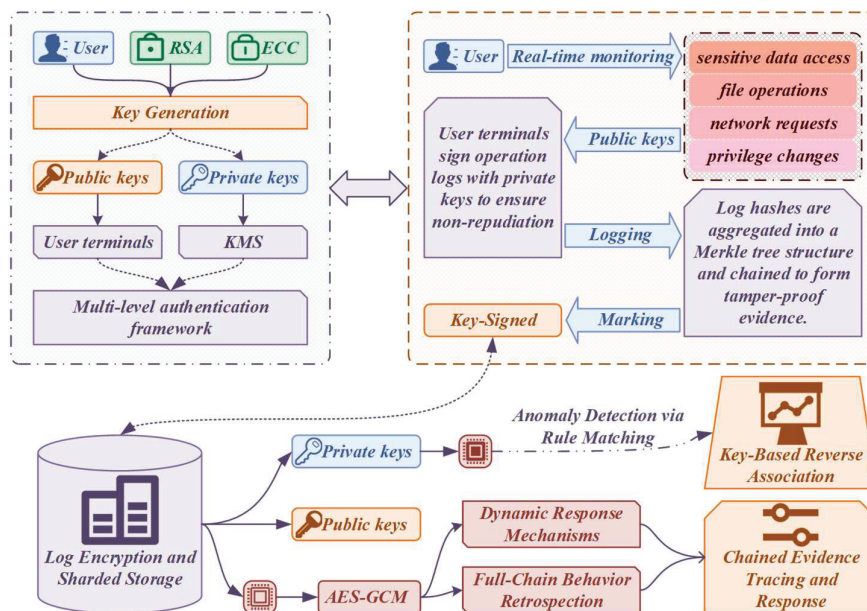 User
RSA
ECC
Key Generation
Public keys
Private keys
User terminals
KMS
Multi-level authentication
framework
User
Real-time monitoring
sensitive data access
file operations
network requests
privilege changes
Public keys
User terminals
sign operation
logs with private
keys to ensure
non-repudiation
Logging
Log hashes are
aggregated into a
Merkle tree structure
and chained to form
tamper-proof
evidence.
Marking
Key-Signed
Log Encryption and
Sharded Storage
Private keys
Anomaly Detection via
Rule Matching
Key-Based Reverse
Association
Public keys
AES-GCM
Dynamic Response
Mechanisms
Full-Chain Behavior
Retrospection
Chained Evidence
Tracing and
Response